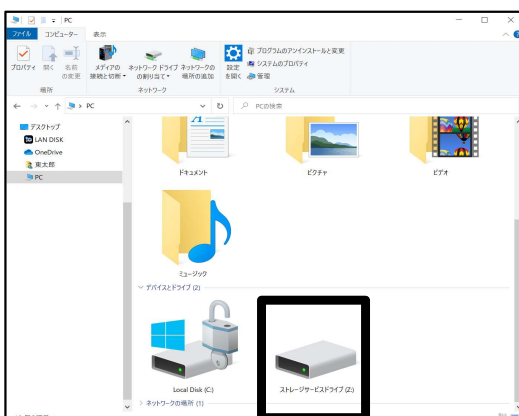 PC
ファイル コンピューター 表示
プロパティ 開く 名前の変更 メディアの接続と切断 ネットワーク ドライブの割り当て ネットワークの場所の追加 設定を開く プログラムのアンインストールと変更
システムのプロパティ
管理
場所 ネットワーク システム
PC PCの検索
デスクトップ
LAN DISK
OneDrive
東太郎
PC
ドキュメント ピクチャ ビデオ
ミュージック
デバイスとドライブ (2)
Local Disk (C:) ストレージサービスドライブ (Z:)
ネットワークの場所 (1)